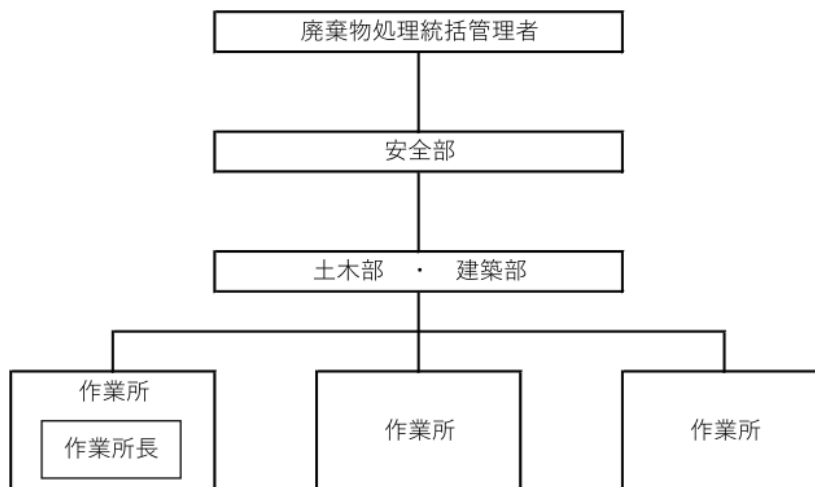 廃棄物処理統括管理者
安全部
土木部　・　建築部
作業所
作業所長
作業所
作業所